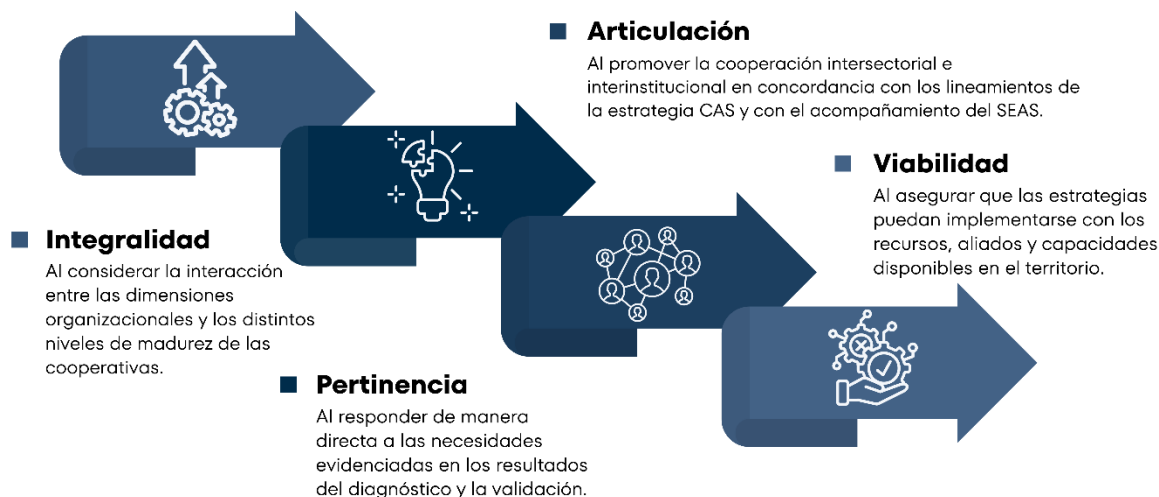 Integralidad
Al considerar la interacción
entre las dimensiones
organizacionales y los distintos
niveles de madurez de las
cooperativas.
Pertinencia
Al responder de manera
directa a las necesidades
evidenciadas en los resultados
del diagnóstico y la validación.
Articulación
Al promover la cooperación intersectorial e
interinstitucional en concordancia con los lineamientos de
la estrategia CAS y con el acompañamiento del SEAS.
Viabilidad
Al asegurar que las estrategias
puedan implementarse con los
recursos, aliados y capacidades
disponibles en el territorio.